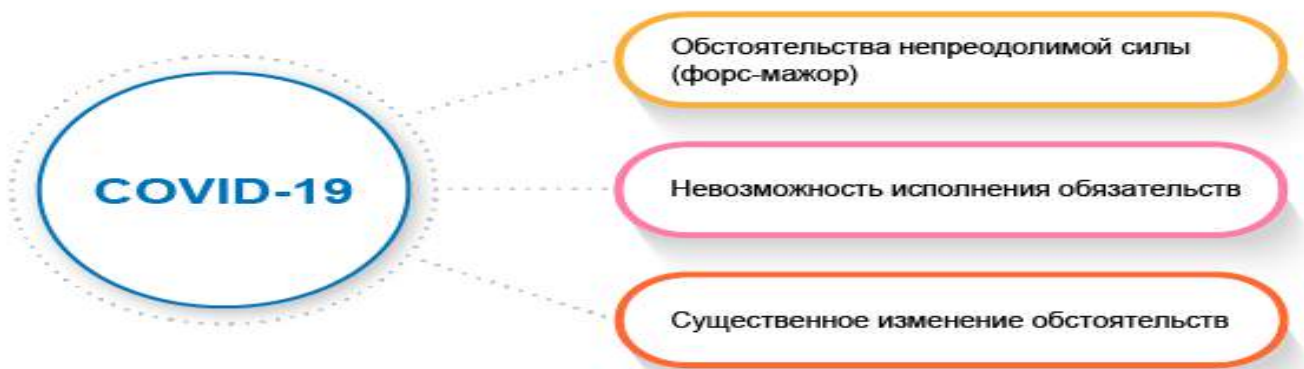 COVID-19
Обстоятельства непреодолимой силы
(форс-мажор)
Невозможность исполнения обязательств
Существенное изменение обстоятельств